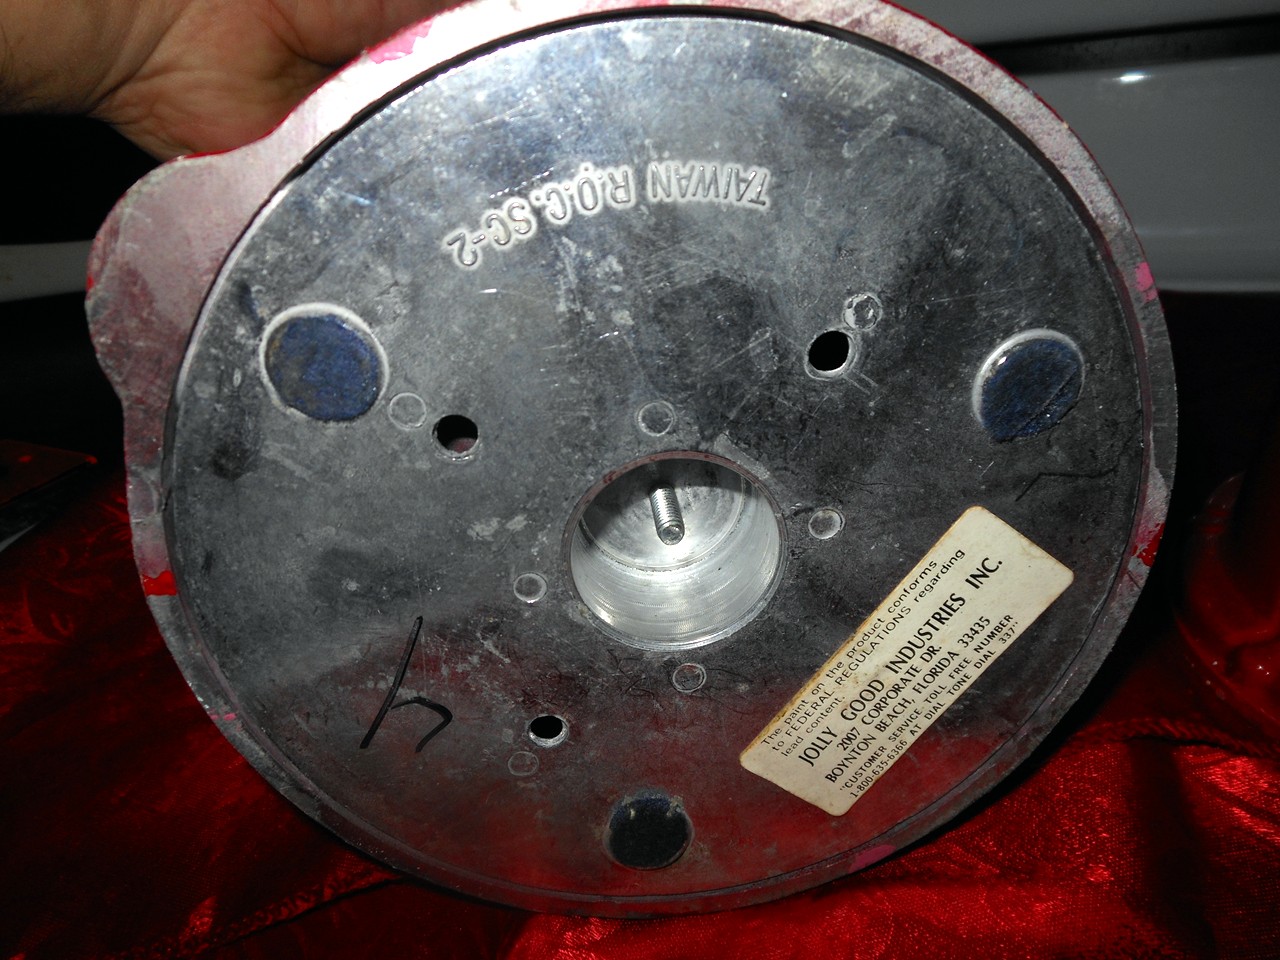 TAIWAN R.O.C. SC-2
The paint on the product conforms
to FEDERAL REGULATIONS regarding
lead content.
JOLLY GOOD INDUSTRIES INC.
2007 CORPORATE DR.
BOYNTON BEACH, FLORIDA 33435
"CUSTOMER SERVICE, TOLL FREE NUMBER
1-800-635-6366 AT DIAL TONE DIAL 337"